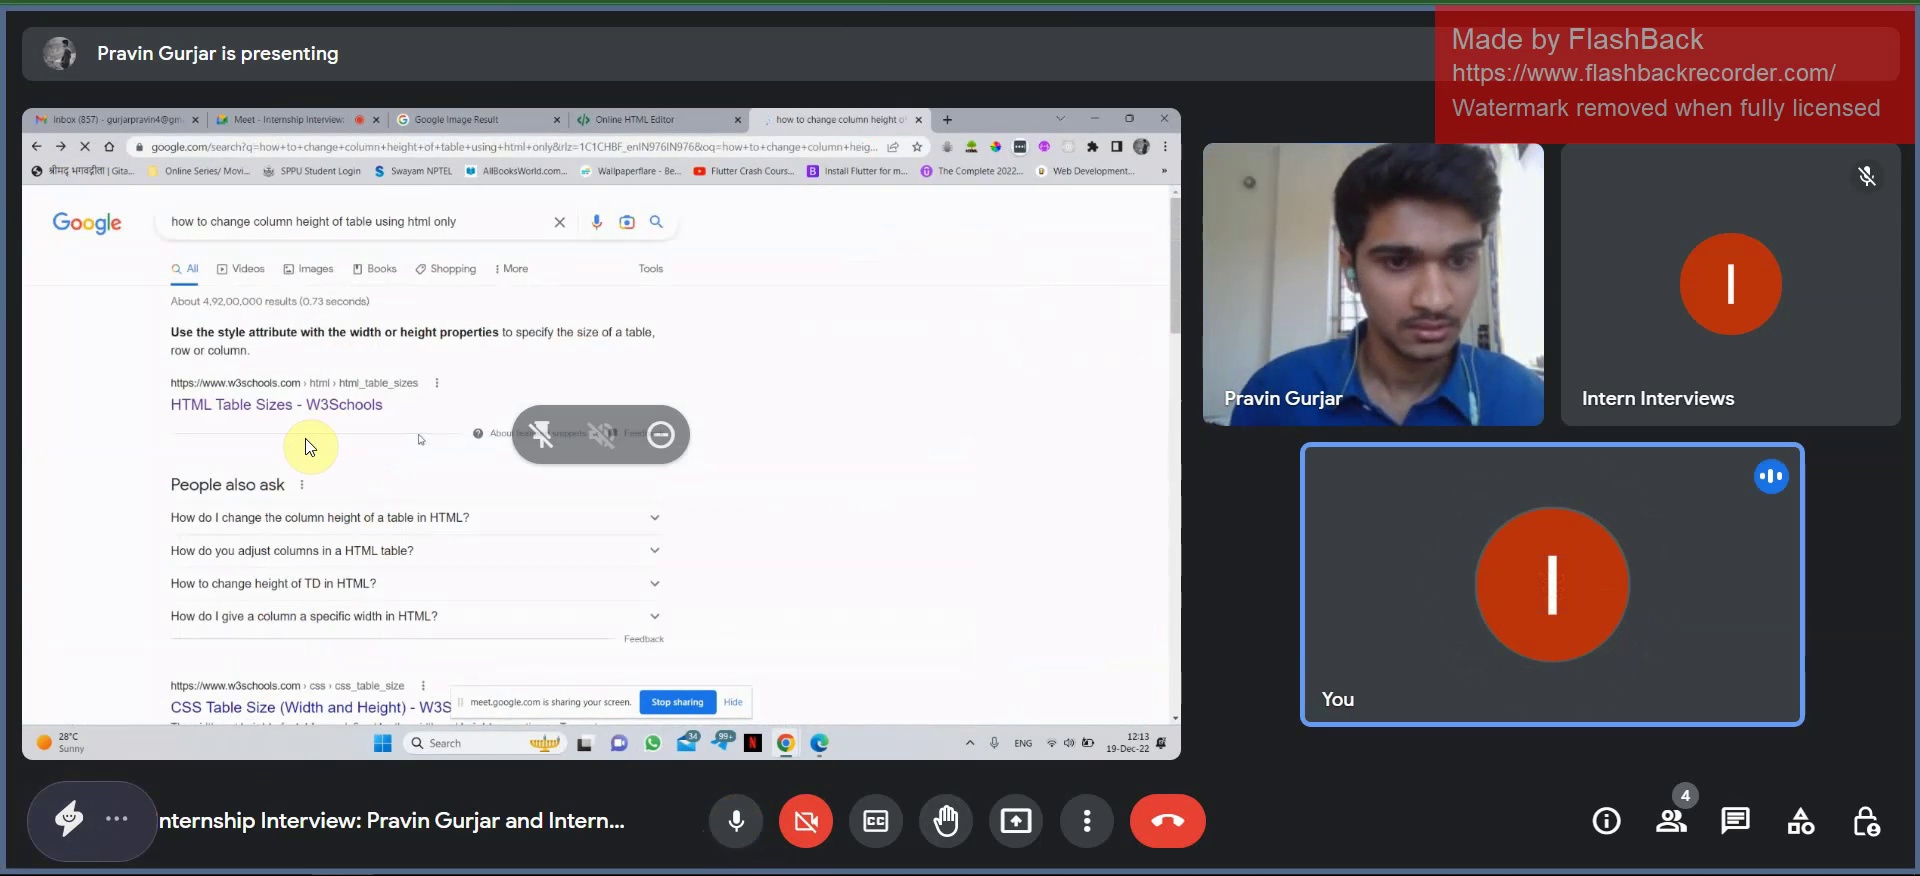 Pravin Gurjar is presenting
Made by FlashBack
https://www.flashbackrecorder.com/
Watermark removed when fully licensed
Inbox (857) - gurjarpravin4@gm
Meet - Internship Interview:
Google Image Result
Online HTML Editor
how to change column height o
google.com/search?q=how+to+change+column+height+of+table+using+html+only&rlz=1C1CHBF_enIN976IN976&oq=how+to+change+column+heig...
श्रीमद् भगवद्गीता | Gita...
Online Series/ Movi...
SPPU Student Login
Swayam NPTEL
AllBooksWorld.com...
Wallpaperflare - Be...
Flutter Crash Cours...
Install Flutter for m...
The Complete 2022...
Web Development...
»
Google
how to change column height of table using html only
All
Videos
Images
Books
Shopping
More
Tools
About 4,92,00,000 results (0.73 seconds)
Use the style attribute with the width or height properties to specify the size of a table,
row or column.
https://www.w3schools.com › html › html_table_sizes
HTML Table Sizes - W3Schools
People also ask
How do I change the column height of a table in HTML?
How do you adjust columns in a HTML table?
How to change height of TD in HTML?
How do I give a column a specific width in HTML?
Feedback
https://www.w3schools.com › css › css_table_size
CSS Table Size (Width and Height) - W3S
meet.google.com is sharing your screen.
Stop sharing
Hide
28°C
Sunny
Search
34
99+
ENG
12:13
19-Dec-22
Pravin Gurjar
I
Intern Interviews
I
You
nternship Interview: Pravin Gurjar and Intern...
4